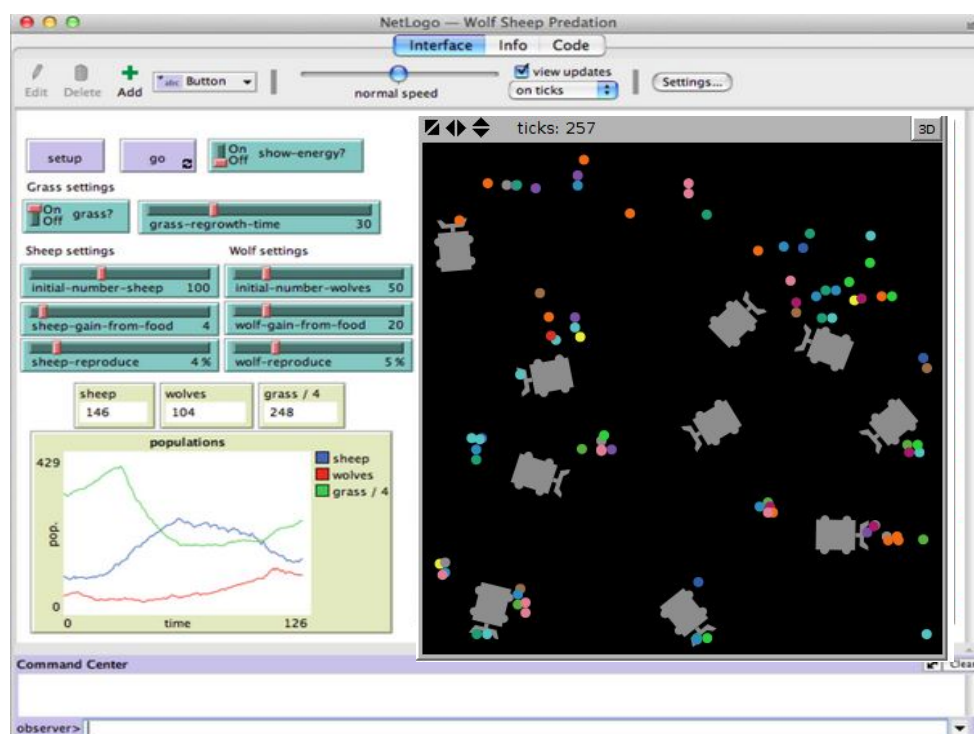 NetLogo — Wolf Sheep Predation
Interface Info Code
Edit Delete Add abc Button normal speed view updates on ticks Settings...
ticks: 257 3D
setup go On Off show-energy?
Grass settings
On Off grass? grass-regrowth-time 30
Sheep settings Wolf settings
initial-number-sheep 100 initial-number-wolves 50
sheep-gain-from-food 4 wolf-gain-from-food 20
sheep-reproduce 4 % wolf-reproduce 5 %
sheep wolves grass / 4
146 104 248
populations
429
pop.
0
0 time 126
sheep
wolves
grass / 4
Command Center
observer>